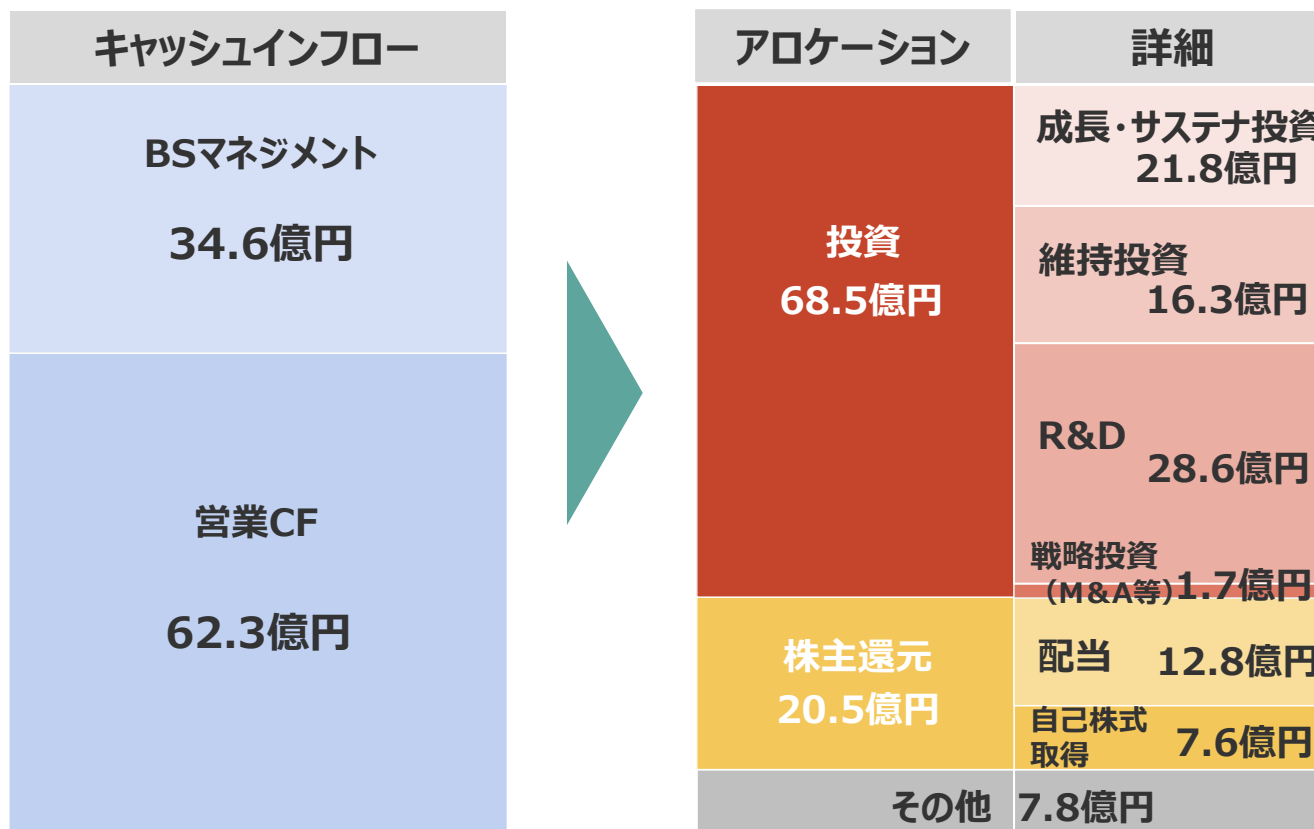 キャッシュインフロー
BSマネジメント
34.6億円
営業CF
62.3億円
アロケーション
詳細
投資
68.5億円
成長・サステナ投資
21.8億円
維持投資
16.3億円
R&D
28.6億円
戦略投資
（M&A等）1.7億円
株主還元
20.5億円
配当 12.8億円
自己株式
取得 7.6億円
その他 7.8億円